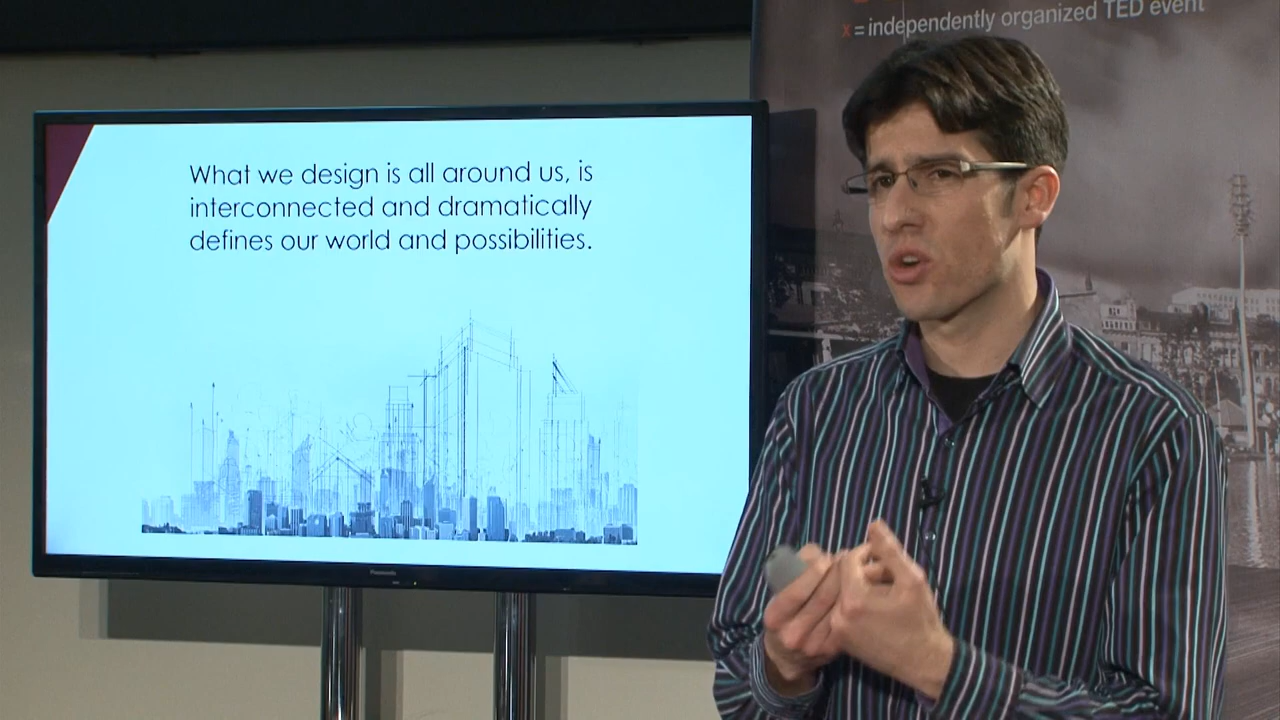 x = independently organized TED event
What we design is all around us, is
interconnected and dramatically
defines our world and possibilities.
Panasonic